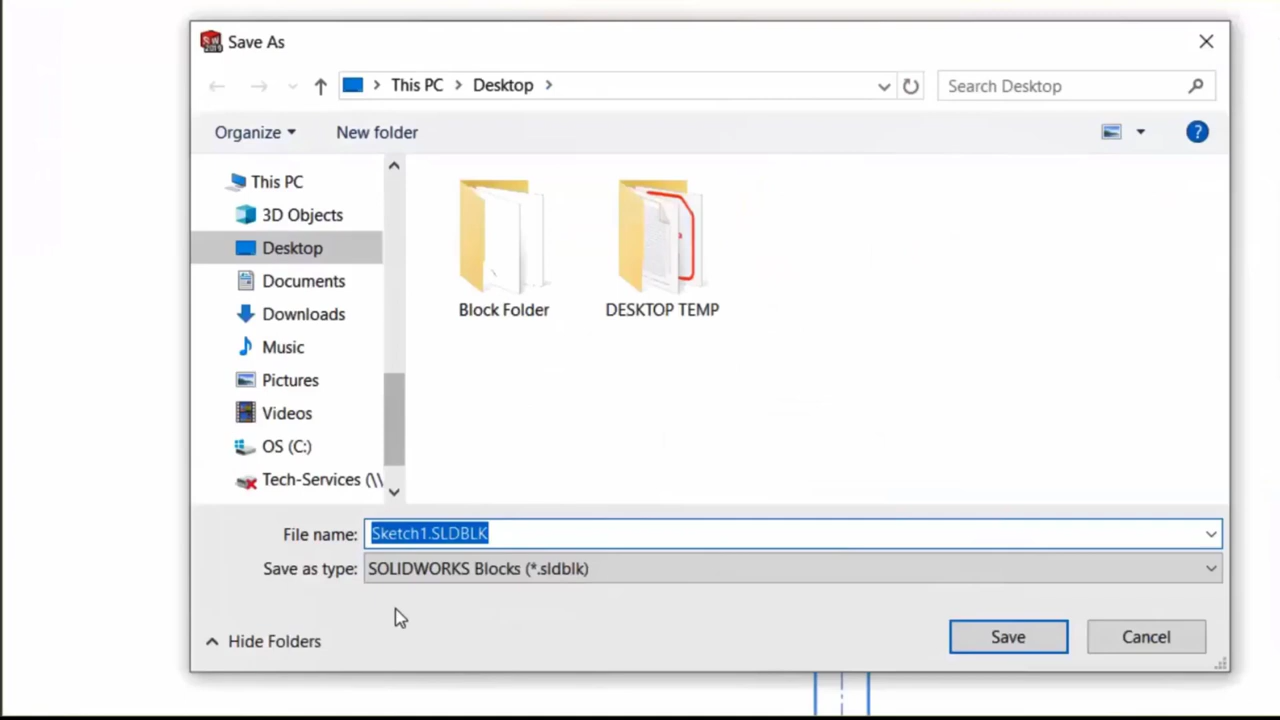 Save As
This PC
Desktop
Search Desktop
Organize
New folder
This PC
3D Objects
Desktop
Documents
Downloads
Music
Pictures
Videos
OS (C:)
Tech-Services (\\
Block Folder
DESKTOP TEMP
File name: Sketch1.SLDBLK
Save as type: SOLIDWORKS Blocks (*.sldblk)
Hide Folders
Save
Cancel